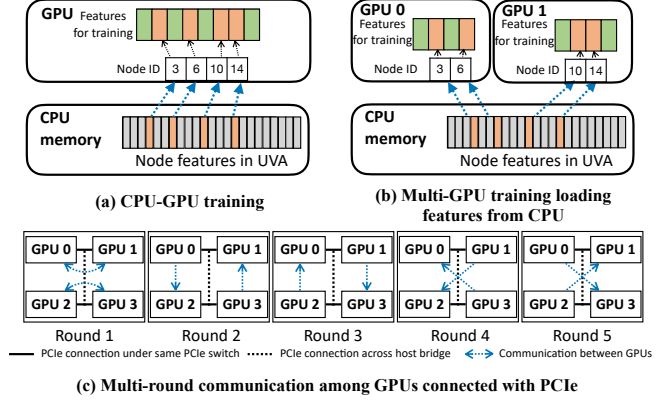 GPU
Features
for training
Node ID
3 6 10 14
CPU
memory
Node features in UVA
(a) CPU-GPU training
GPU 0
Features
for training
Node ID
3 6
GPU 1
Features
for training
Node ID
10 14
CPU
memory
Node features in UVA
(b) Multi-GPU training loading
features from CPU
GPU 0 GPU 1
GPU 2 GPU 3
Round 1
GPU 0 GPU 1
GPU 2 GPU 3
Round 2
GPU 0 GPU 1
GPU 2 GPU 3
Round 3
GPU 0 GPU 1
GPU 2 GPU 3
Round 4
GPU 0 GPU 1
GPU 2 GPU 3
Round 5
PCIe connection under same PCIe switch
PCIe connection across host bridge
Communication between GPUs
(c) Multi-round communication among GPUs connected with PCIe